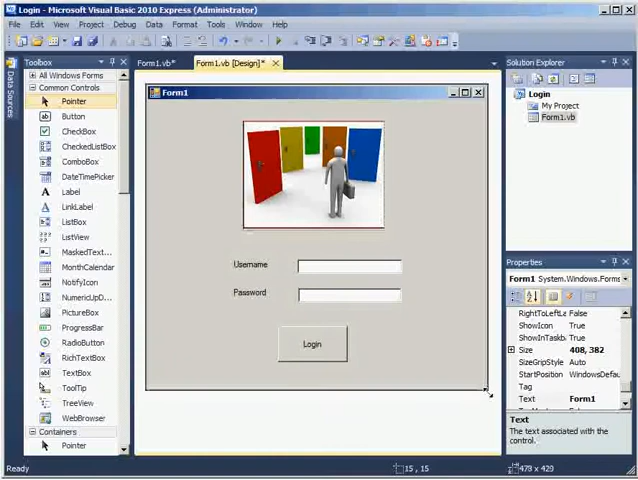 Login - Microsoft Visual Basic 2010 Express (Administrator)
File Edit View Project Debug Data Format Tools Window Help
Data Sources
Toolbox
All Windows Forms
Common Controls
Pointer
Button
CheckBox
CheckedListBox
ComboBox
DateTimePicker
Label
LinkLabel
ListBox
ListView
MaskedText...
MonthCalendar
NotifyIcon
NumericUpD...
PictureBox
ProgressBar
RadioButton
RichTextBox
TextBox
ToolTip
TreeView
WebBrowser
Containers
Pointer
Form1.vb* Form1.vb [Design]*
Form1
Username
Password
Login
Solution Explorer
Login
My Project
Form1.vb
Properties
Form1 System.Windows.Forms
RightToLeftLa False
ShowIcon True
ShowInTaskba True
Size 408, 382
SizeGripStyle Auto
StartPosition WindowsDefau
Tag
Text Form1
Text
The text associated with the
control.
Ready 15, 15 479 x 429